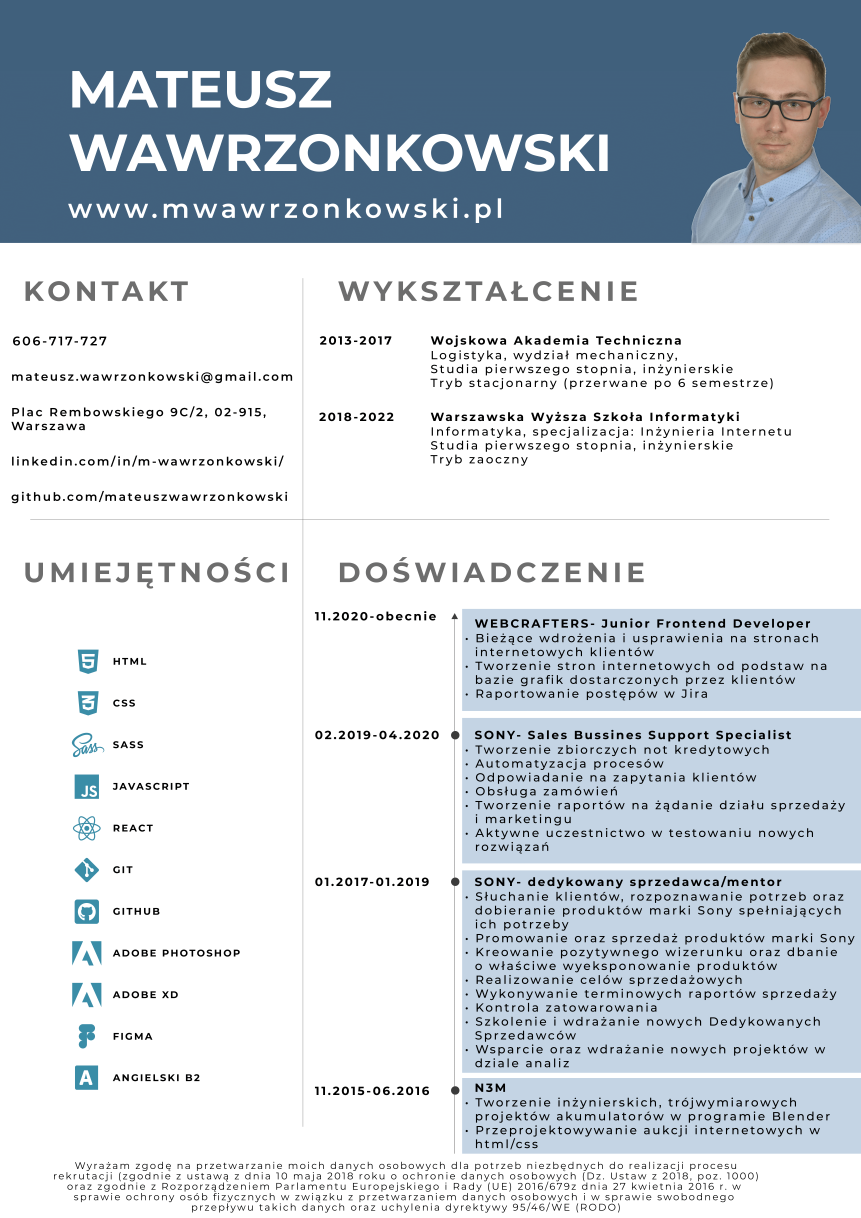 MATEUSZ
WAWRZONKOWSKI
www.mwawrzonkowski.pl
KONTAKT
606-717-727
mateusz.wawrzonkowski@gmail.com
Plac Rembowskiego 9C/2, 02-915,
Warszawa
linkedin.com/in/m-wawrzonkowski/
github.com/mateuszwawrzonkowski
WYKSZTAŁCENIE
2013-2017
Wojskowa Akademia Techniczna
Logistyka, wydział mechaniczny,
Studia pierwszego stopnia, inżynierskie
Tryb stacjonarny (przerwane po 6 semestrze)
2018-2022
Warszawska Wyższa Szkoła Informatyki
Informatyka, specjalizacja: Inżynieria Internetu
Studia pierwszego stopnia, inżynierskie
Tryb zaoczny
UMIEJĘTNOŚCI
5 HTML
3 CSS
Sass SASS
JS JAVASCRIPT
REACT
GIT
GITHUB
ADOBE PHOTOSHOP
ADOBE XD
FIGMA
A ANGIELSKI B2
DOŚWIADCZENIE
11.2020-obecnie
WEBCRAFTERS- Junior Frontend Developer
• Bieżące wdrożenia i usprawienia na stronach
internetowych klientów
• Tworzenie stron internetowych od podstaw na
bazie grafik dostarczonych przez klientów
• Raportowanie postępów w Jira
02.2019-04.2020
SONY- Sales Bussines Support Specialist
• Tworzenie zbiorczych not kredytowych
• Automatyzacja procesów
• Odpowiadanie na zapytania klientów
• Obsługa zamówień
• Tworzenie raportów na żądanie działu sprzedaży
i marketingu
• Aktywne uczestnictwo w testowaniu nowych
rozwiązań
01.2017-01.2019
SONY- dedykowany sprzedawca/mentor
• Słuchanie klientów, rozpoznawanie potrzeb oraz
dobieranie produktów marki Sony spełniających
ich potrzeby
• Promowanie oraz sprzedaż produktów marki Sony
• Kreowanie pozytywnego wizerunku oraz dbanie
o właściwe wyeksponowanie produktów
• Realizowanie celów sprzedażowych
• Wykonywanie terminowych raportów sprzedaży
• Kontrola zatowarowania
• Szkolenie i wdrażanie nowych Dedykowanych
Sprzedawców
• Wsparcie oraz wdrażanie nowych projektów w
dziale analiz
11.2015-06.2016
N3M
• Tworzenie inżynierskich, trójwymiarowych
projektów akumulatorów w programie Blender
• Przeprojektowywanie aukcji internetowych w
html/css
Wyrażam zgodę na przetwarzanie moich danych osobowych dla potrzeb niezbędnych do realizacji procesu
rekrutacji (zgodnie z ustawą z dnia 10 maja 2018 roku o ochronie danych osobowych (Dz. Ustaw z 2018, poz. 1000)
oraz zgodnie z Rozporządzeniem Parlamentu Europejskiego i Rady (UE) 2016/679z dnia 27 kwietnia 2016 r. w
sprawie ochrony osób fizycznych w związku z przetwarzaniem danych osobowych i w sprawie swobodnego
przepływu takich danych oraz uchylenia dyrektywy 95/46/WE (RODO)